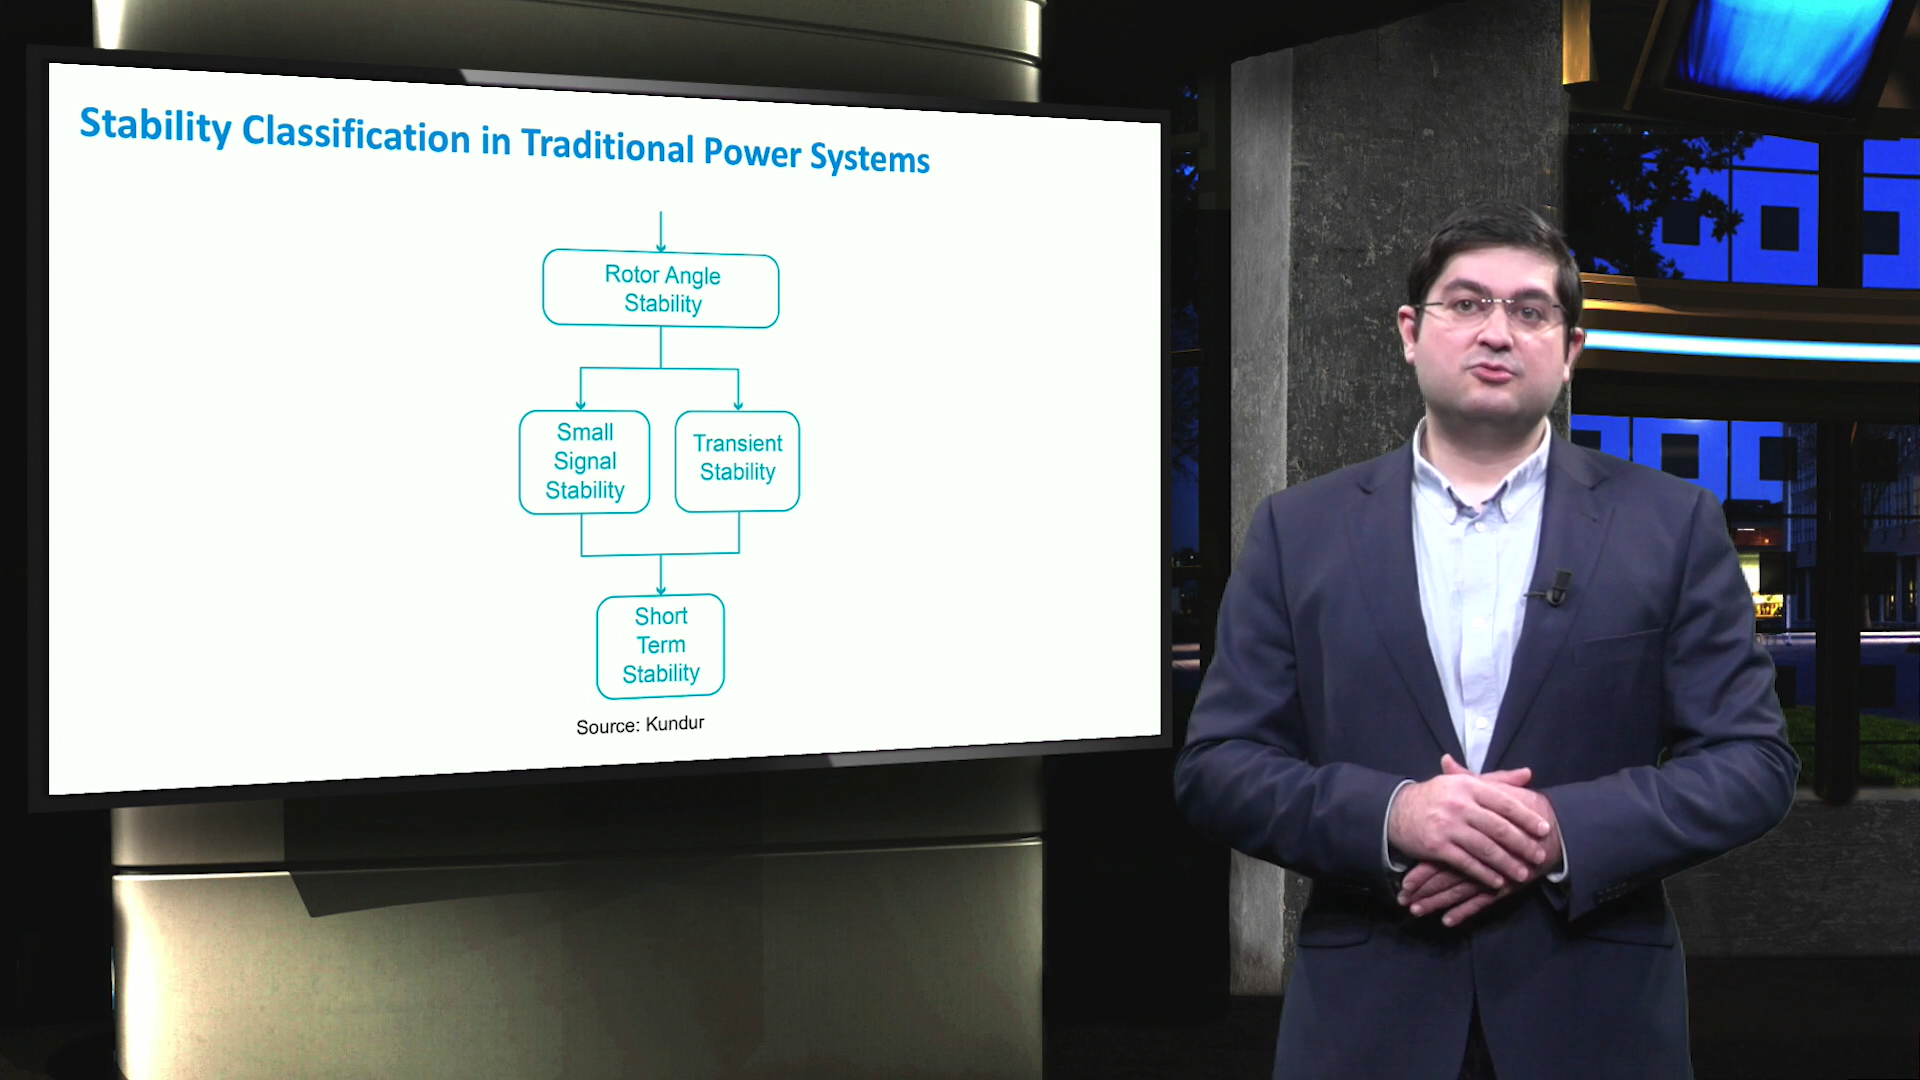 Stability Classification in Traditional Power Systems
Rotor Angle
Stability
Small
Signal
Stability
Transient
Stability
Short
Term
Stability
Source: Kundur